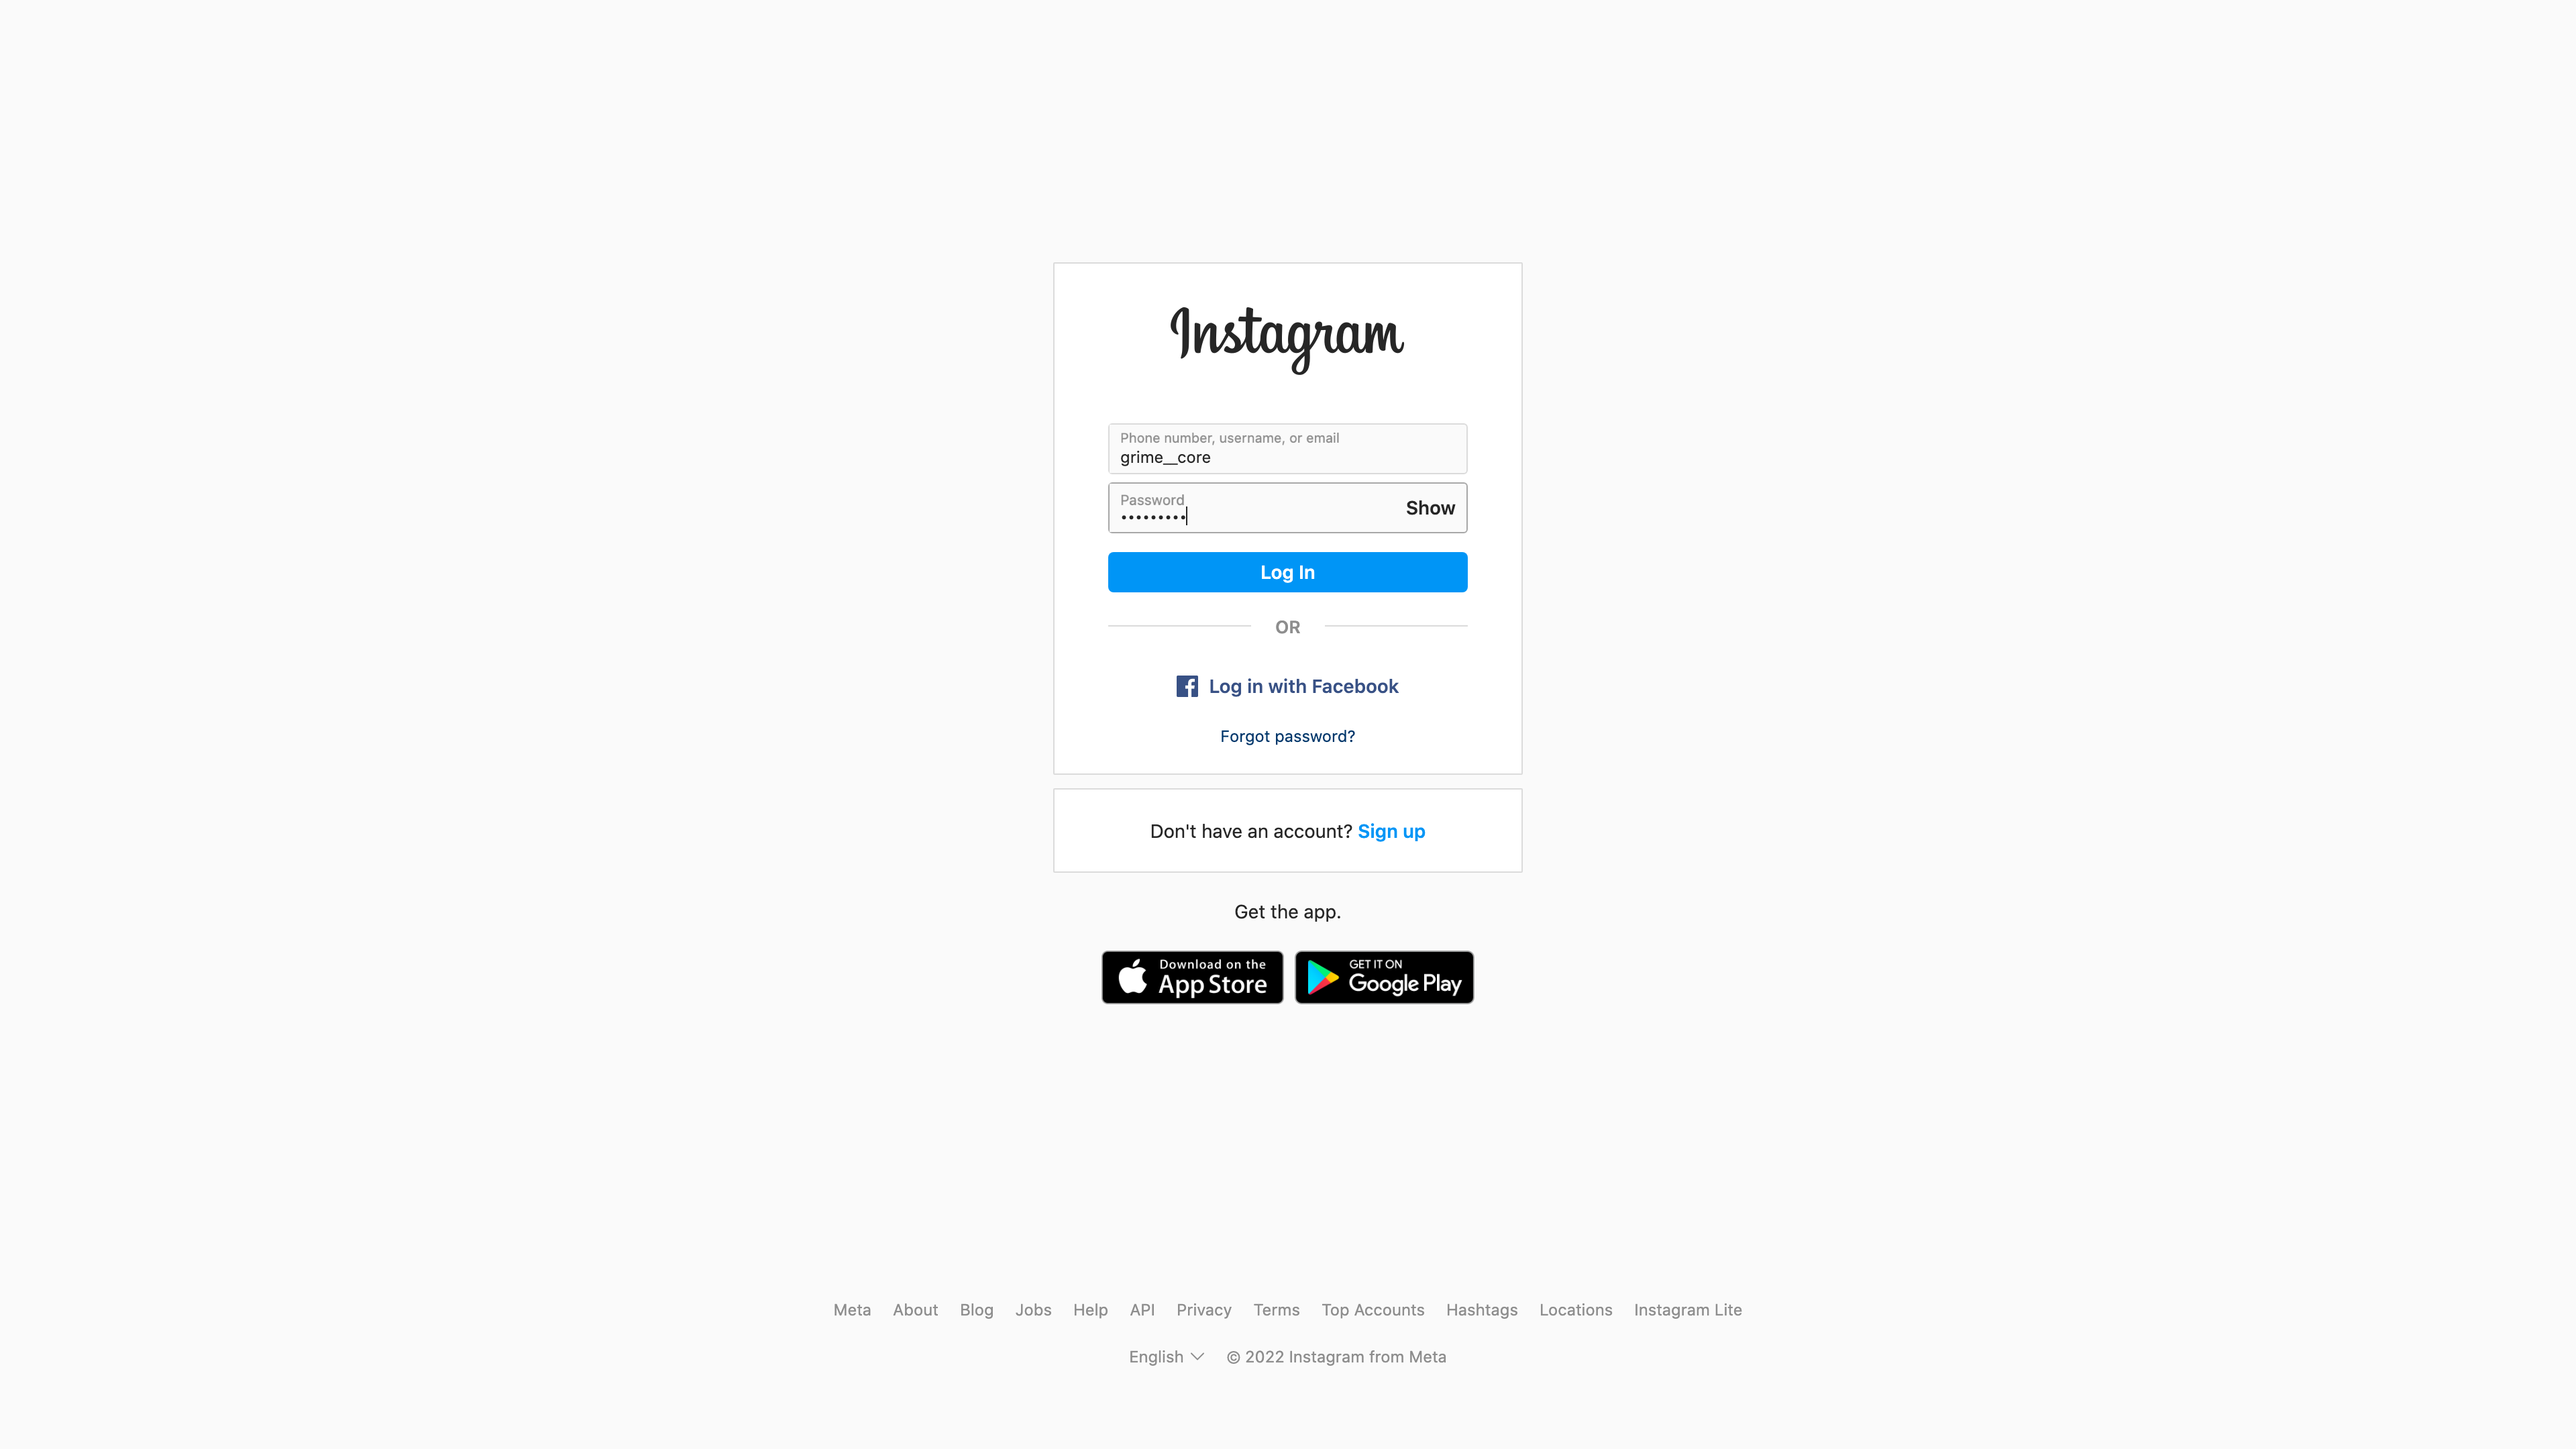 Instagram
Phone number, username, or email
grime__core
Password
•••••••••
Show
Log In
OR
Log in with Facebook
Forgot password?
Don't have an account? Sign up
Get the app.
Download on the
App Store
GET IT ON
Google Play
Meta About Blog Jobs Help API Privacy Terms Top Accounts Hashtags Locations Instagram Lite
English © 2022 Instagram from Meta